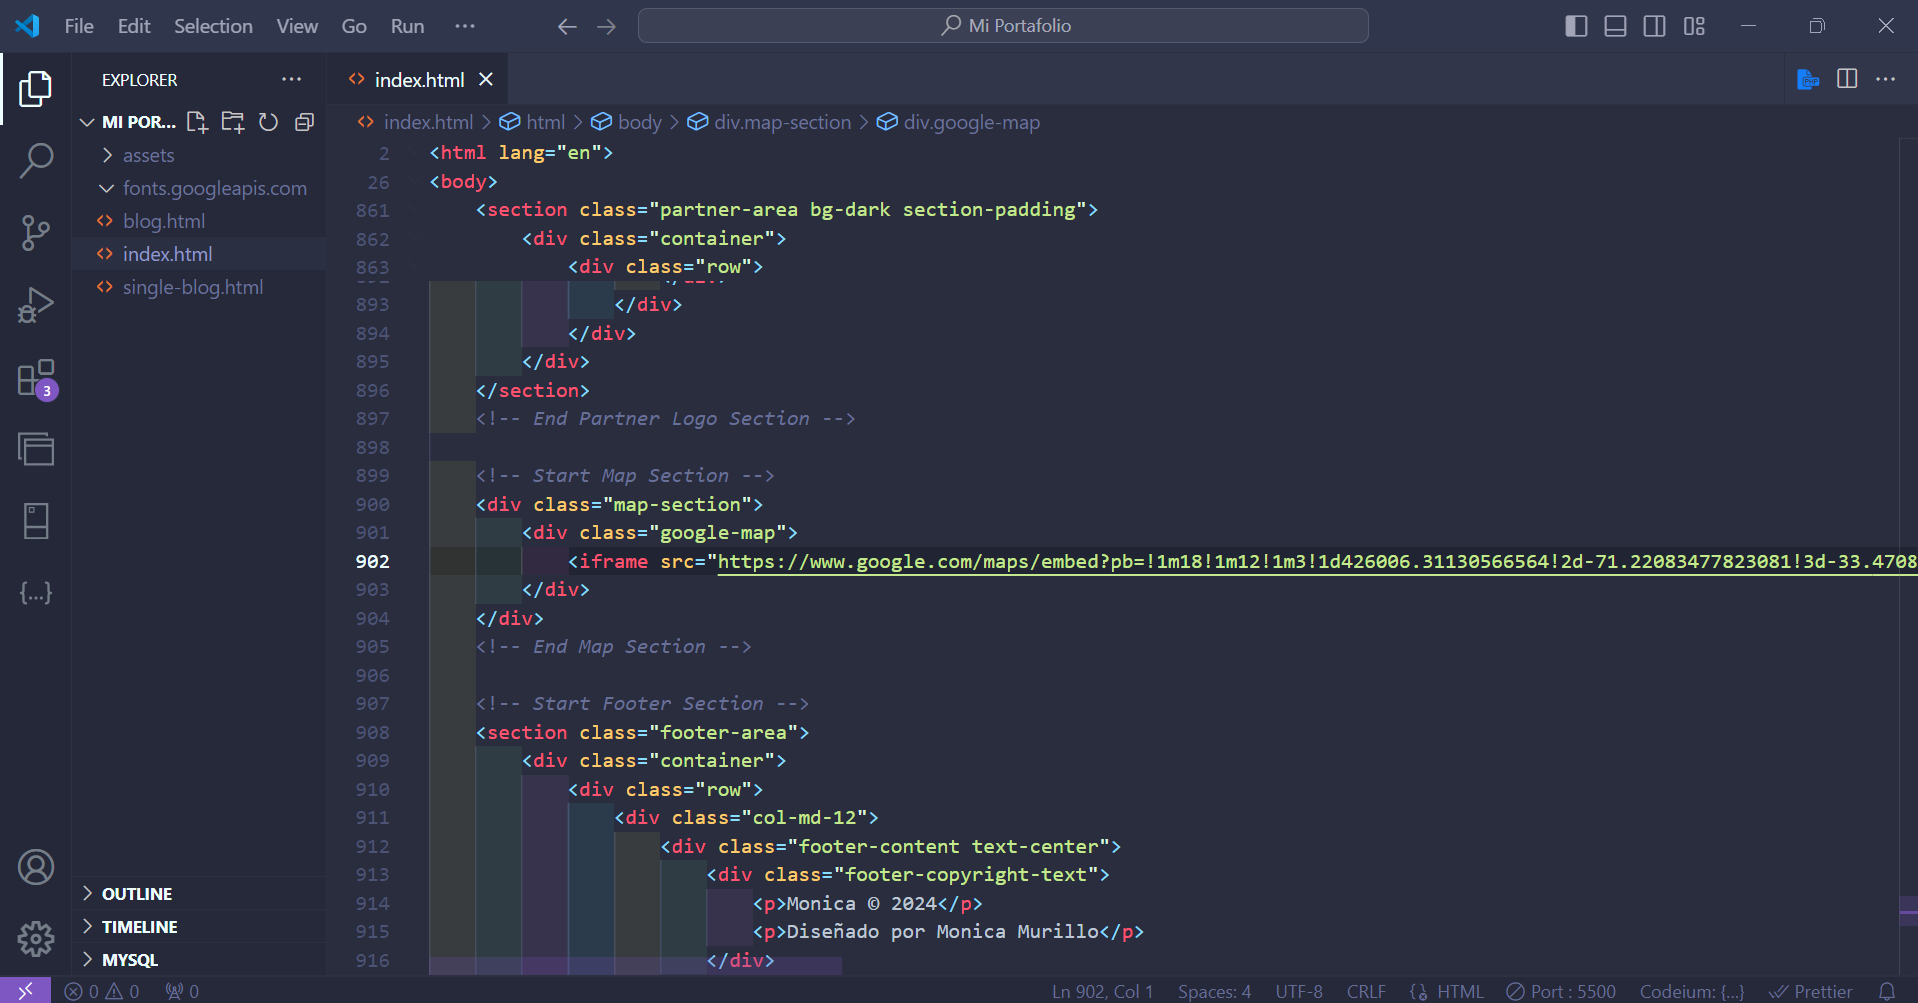 File Edit Selection View Go Run ···
Mi Portafolio
EXPLORER ···
MI POR...
assets
fonts.googleapis.com
blog.html
index.html
single-blog.html
OUTLINE
TIMELINE
MYSQL
3
{...}
index.html
index.html > html > body > div.map-section > div.google-map
2 <html lang="en">
26 <body>
861 <section class="partner-area bg-dark section-padding">
862 <div class="container">
863 <div class="row">
893 </div>
894 </div>
895 </div>
896 </section>
897 <!-- End Partner Logo Section -->
898
899 <!-- Start Map Section -->
900 <div class="map-section">
901 <div class="google-map">
902 <iframe src="https://www.google.com/maps/embed?pb=!1m18!1m12!1m3!1d426006.31130566564!2d-71.22083477823081!3d-33.4708
903 </div>
904 </div>
905 <!-- End Map Section -->
906
907 <!-- Start Footer Section -->
908 <section class="footer-area">
909 <div class="container">
910 <div class="row">
911 <div class="col-md-12">
912 <div class="footer-content text-center">
913 <div class="footer-copyright-text">
914 <p>Monica © 2024</p>
915 <p>Diseñado por Monica Murillo</p>
916 </div>
0 0 0 Ln 902, Col 1 Spaces: 4 UTF-8 CRLF HTML Port : 5500 Codeium: {...} Prettier